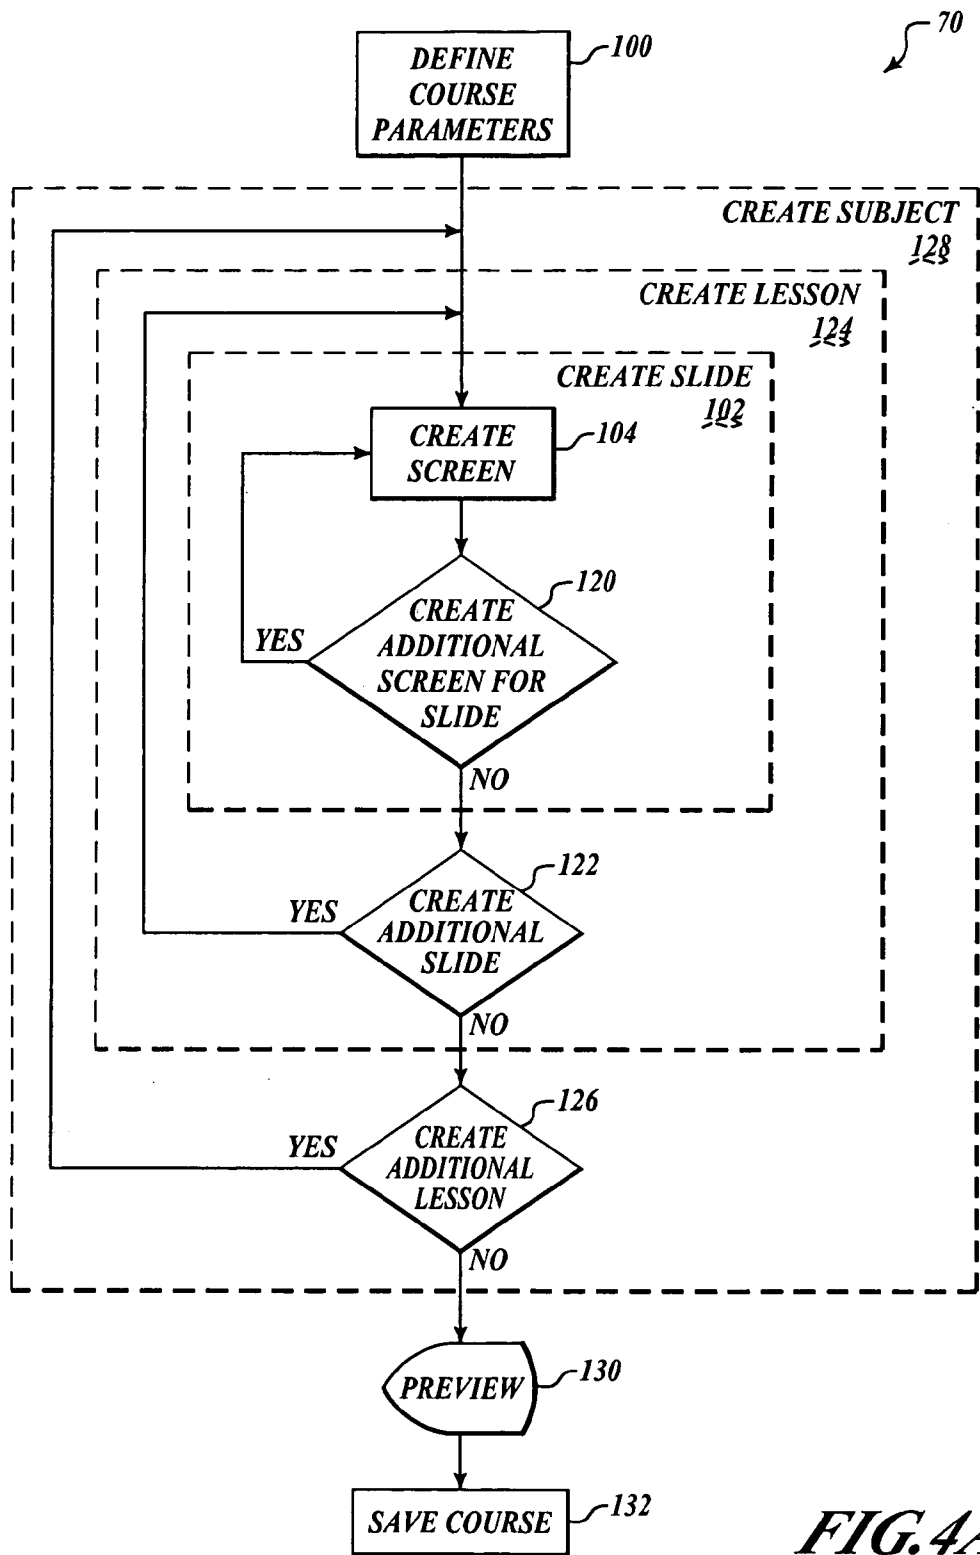 70
100
DEFINE
COURSE
PARAMETERS
CREATE SUBJECT
128
CREATE LESSON
124
CREATE SLIDE
102
CREATE
SCREEN
104
120
CREATE
ADDITIONAL
SCREEN FOR
SLIDE
YES
NO
122
CREATE
ADDITIONAL
SLIDE
YES
NO
126
CREATE
ADDITIONAL
LESSON
YES
NO
PREVIEW
130
SAVE COURSE
132
FIG.4A